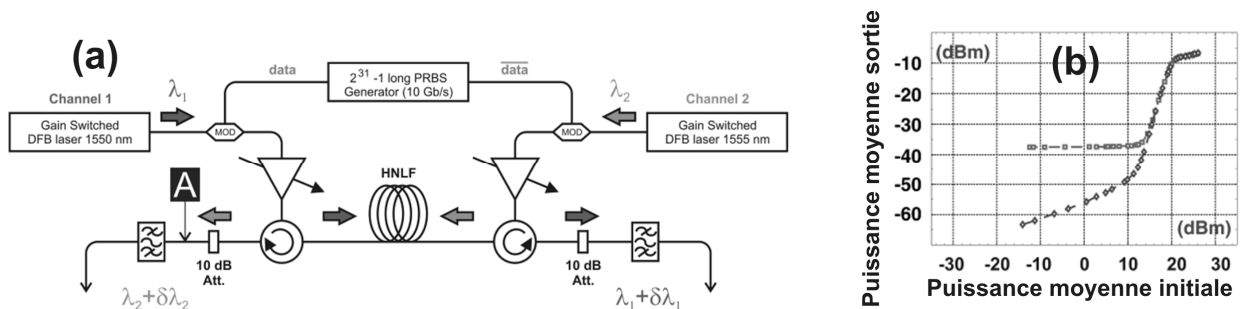 (a)
data
2³¹ -1 long PRBS
Generator (10 Gb/s)
data
Channel 1
λ₁
Gain Switched
DFB laser 1550 nm
MOD
MOD
λ₂
Channel 2
Gain Switched
DFB laser 1555 nm
A
HNLF
10 dB
Att.
10 dB
Att.
λ₂+δλ₂
λ₁+δλ₁
Puissance moyenne sortie
(dBm)
(b)
-10
-20
-30
-40
-50
-60
(dBm)
-30 -20 -10 0 10 20 30
Puissance moyenne initiale